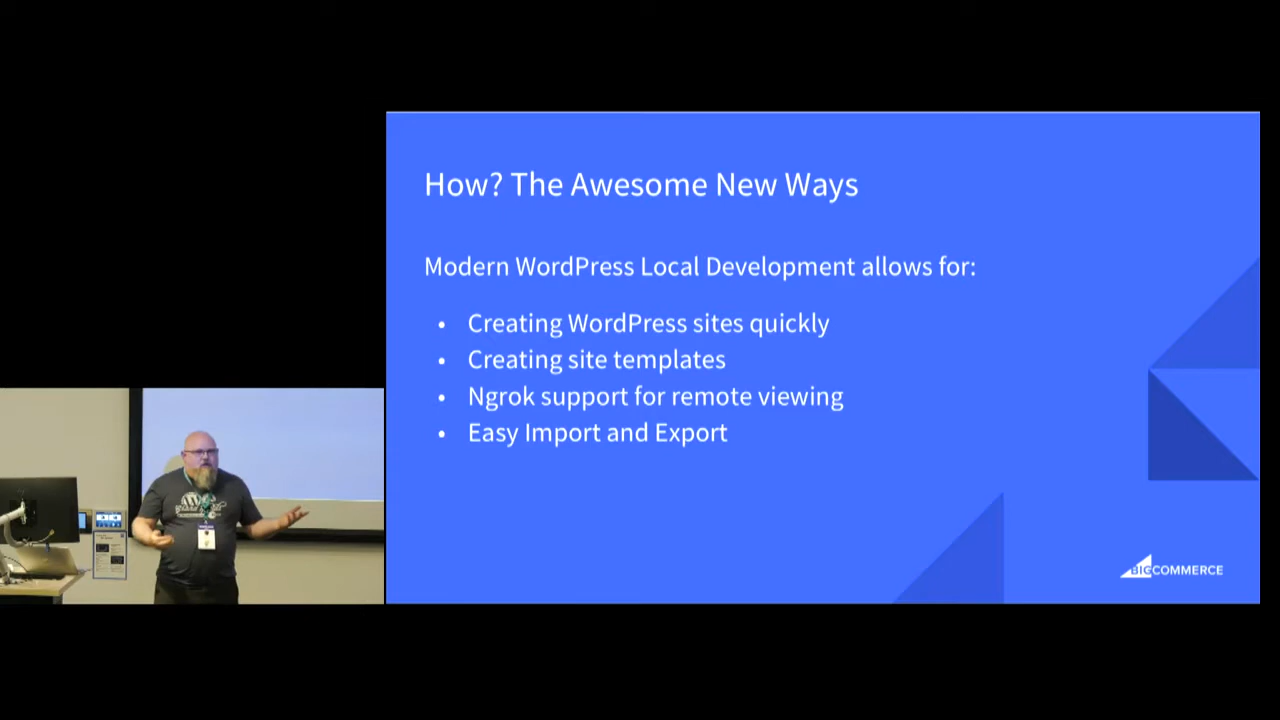 How? The Awesome New Ways
Modern WordPress Local Development allows for:
• Creating WordPress sites quickly
• Creating site templates
• Ngrok support for remote viewing
• Easy Import and Export
BIGCOMMERCE